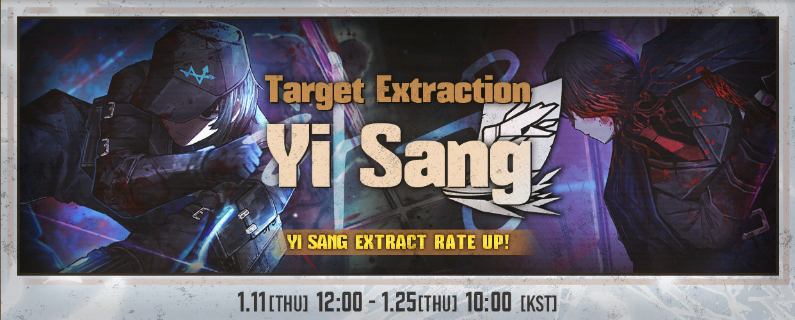 Target Extraction
Yi Sang
YI SANG EXTRACT RATE UP!
1.11[THU] 12:00 - 1.25[THU] 10:00 [KST]